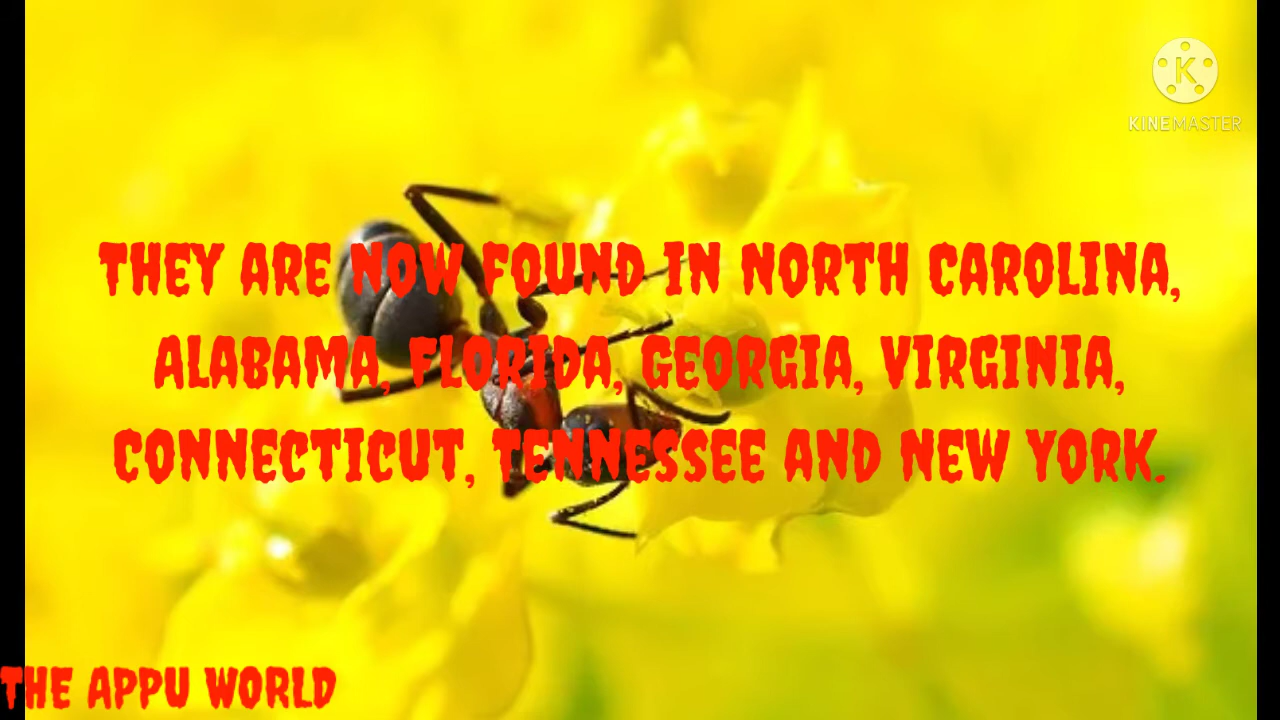 KINEMASTER
THEY ARE NOW FOUND IN NORTH CAROLINA,
ALABAMA, FLORIDA, GEORGIA, VIRGINIA,
CONNECTICUT, TENNESSEE AND NEW YORK.
THE APPU WORLD